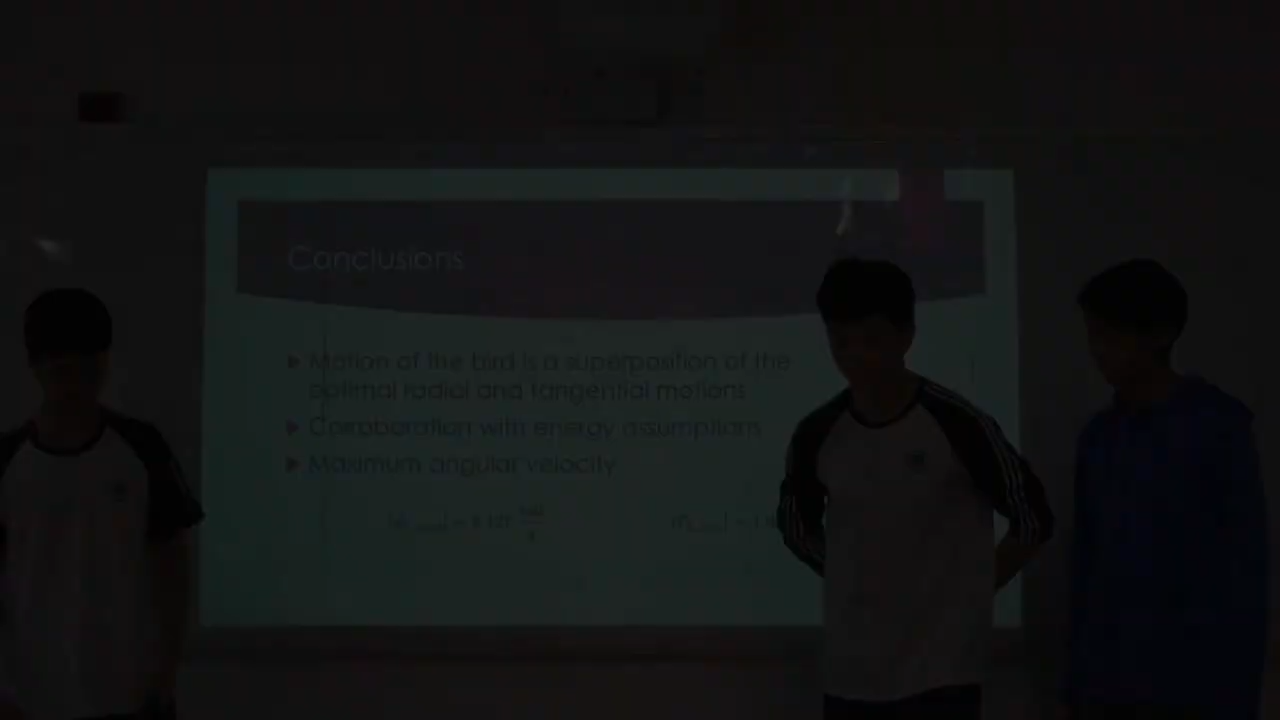 Conclusions
Motion of the bird is a superposition of the
optimal radial and tangential motions
Corroboration with energy assumptions
Maximum angular velocity